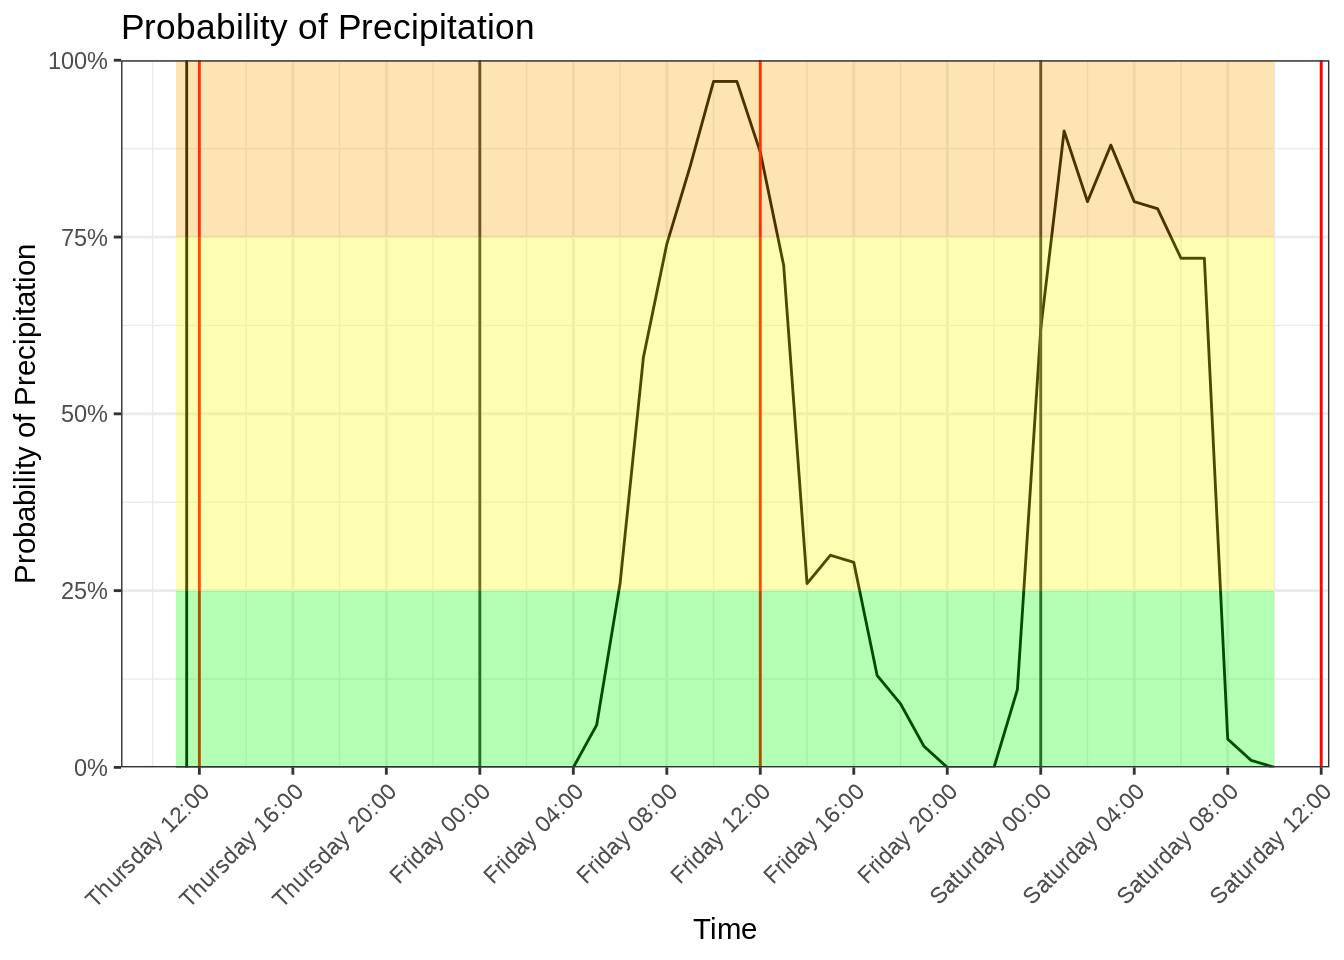 Probability of Precipitation
Probability of Precipitation
100%
75%
50%
25%
0%
Thursday 12:00
Thursday 16:00
Thursday 20:00
Friday 00:00
Friday 04:00
Friday 08:00
Friday 12:00
Friday 16:00
Friday 20:00
Saturday 00:00
Saturday 04:00
Saturday 08:00
Saturday 12:00
Time